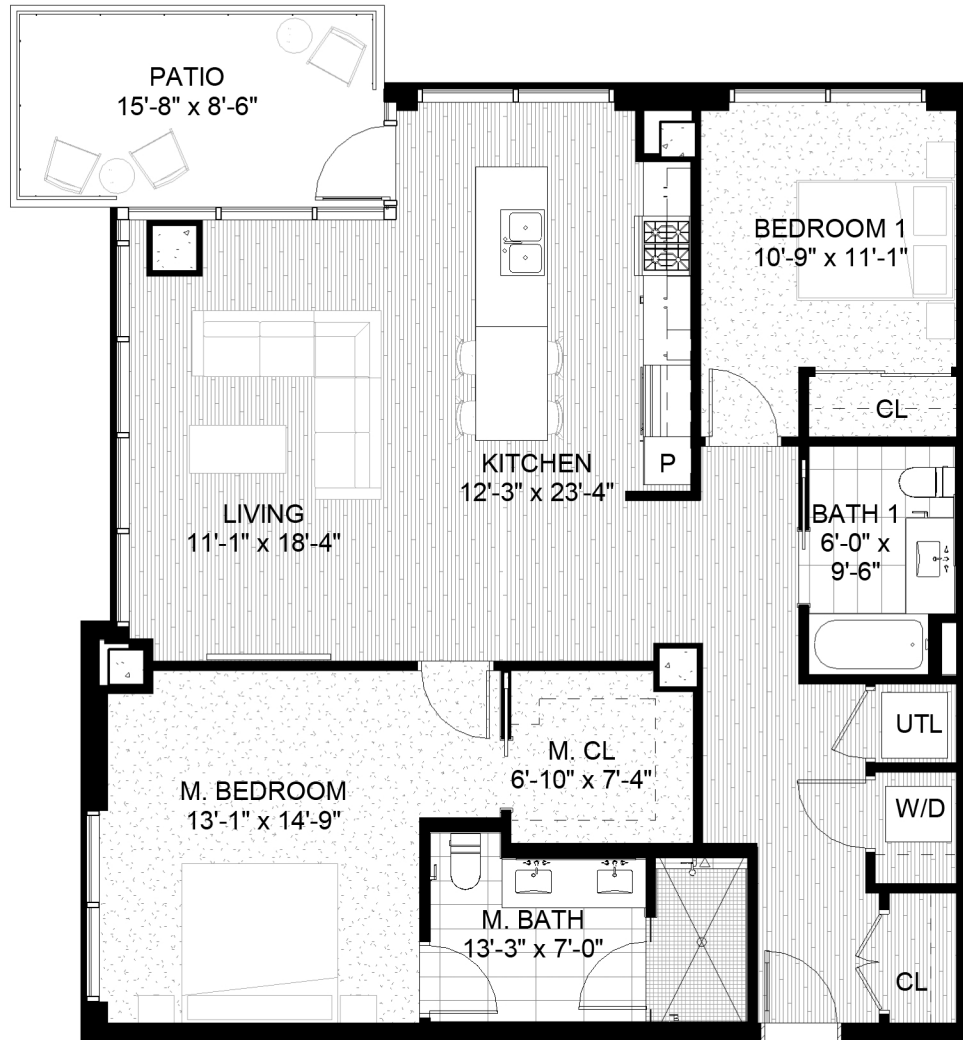 PATIO
15'-8" x 8'-6"
BEDROOM 1
10'-9" x 11'-1"
CL
P
KITCHEN
12'-3" x 23'-4"
LIVING
11'-1" x 18'-4"
BATH 1
6'-0" x
9'-6"
UTL
M. CL
6'-10" x 7'-4"
M. BEDROOM
13'-1" x 14'-9"
W/D
M. BATH
13'-3" x 7'-0"
CL